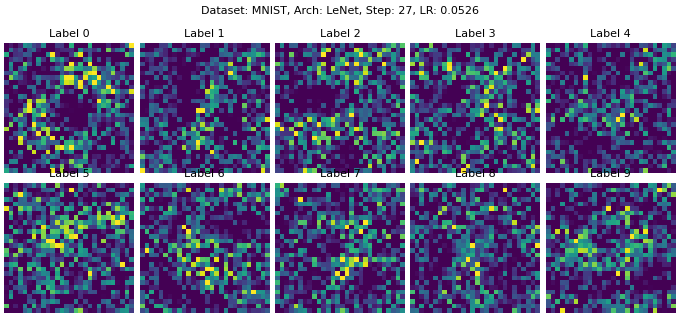 Dataset: MNIST, Arch: LeNet, Step: 27, LR: 0.0526
Label 0
Label 1
Label 2
Label 3
Label 4
Label 5
Label 6
Label 7
Label 8
Label 9